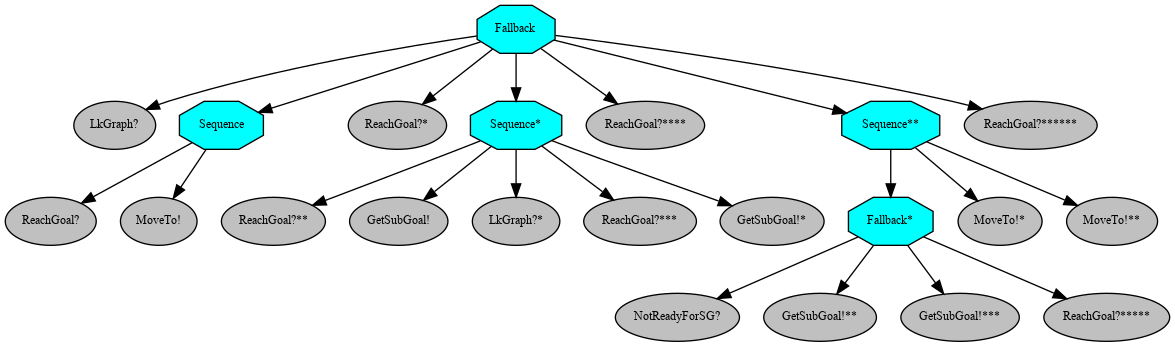 Fallback
LkGraph?
Sequence
ReachGoal?*
Sequence*
ReachGoal?****
Sequence**
ReachGoal?******
ReachGoal?
MoveTo!
ReachGoal?**
GetSubGoal!
LkGraph?*
ReachGoal?***
GetSubGoal!*
Fallback*
MoveTo!*
MoveTo!**
NotReadyForSG?
GetSubGoal!**
GetSubGoal!***
ReachGoal?*****